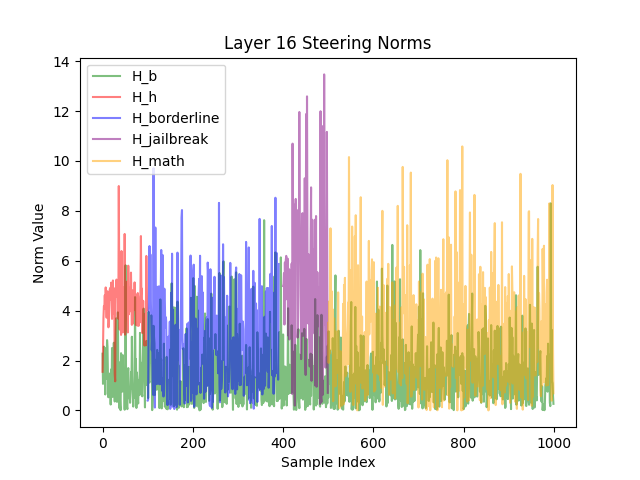 Layer 16 Steering Norms
14
12
10
8
6
4
2
0
Norm Value
H_b
H_h
H_borderline
H_jailbreak
H_math
0 200 400 600 800 1000
Sample Index